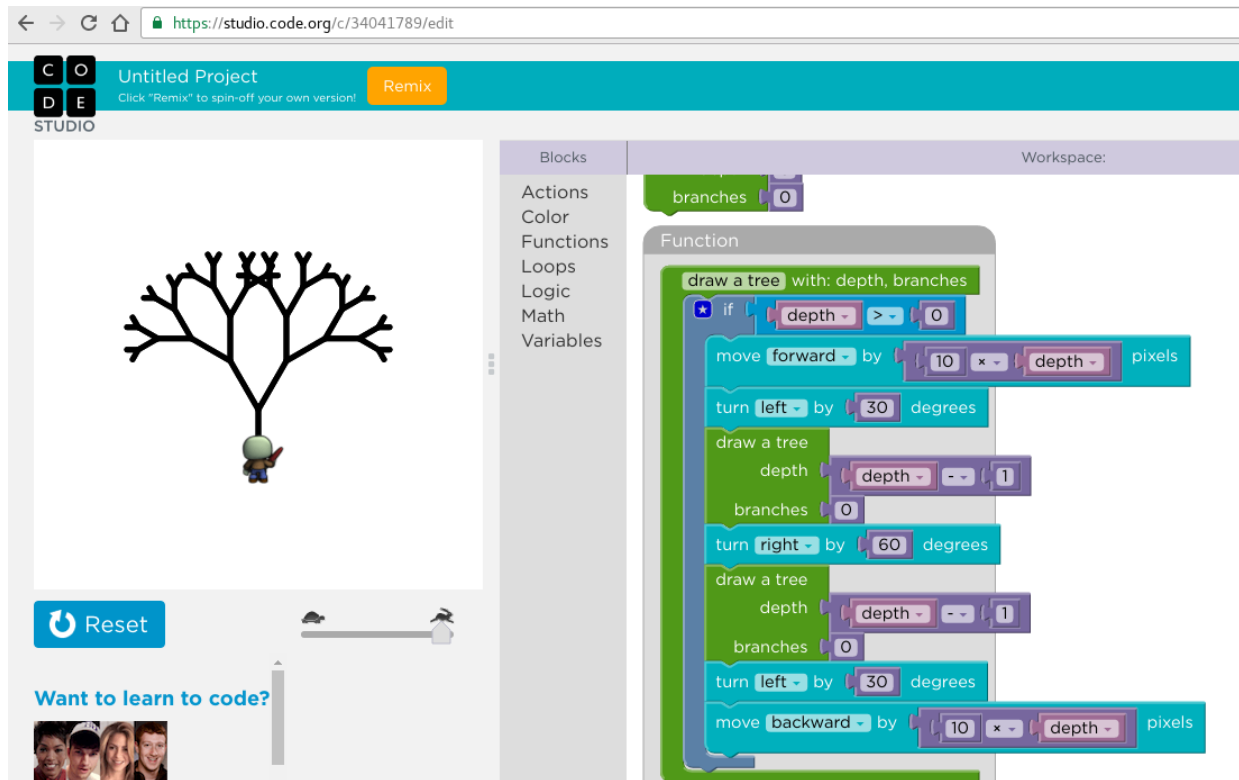 https://studio.code.org/c/34041789/edit
C O
D E
STUDIO
Untitled Project
Click "Remix" to spin-off your own version!
Remix
Blocks
Workspace:
Actions
Color
Functions
Loops
Logic
Math
Variables
branches 0
Function
draw a tree with: depth, branches
if depth > 0
move forward by 10 × depth pixels
turn left by 30 degrees
draw a tree
depth depth - 1
branches 0
turn right by 60 degrees
draw a tree
depth depth - 1
branches 0
turn left by 30 degrees
move backward by 10 × depth pixels
Reset
Want to learn to code?